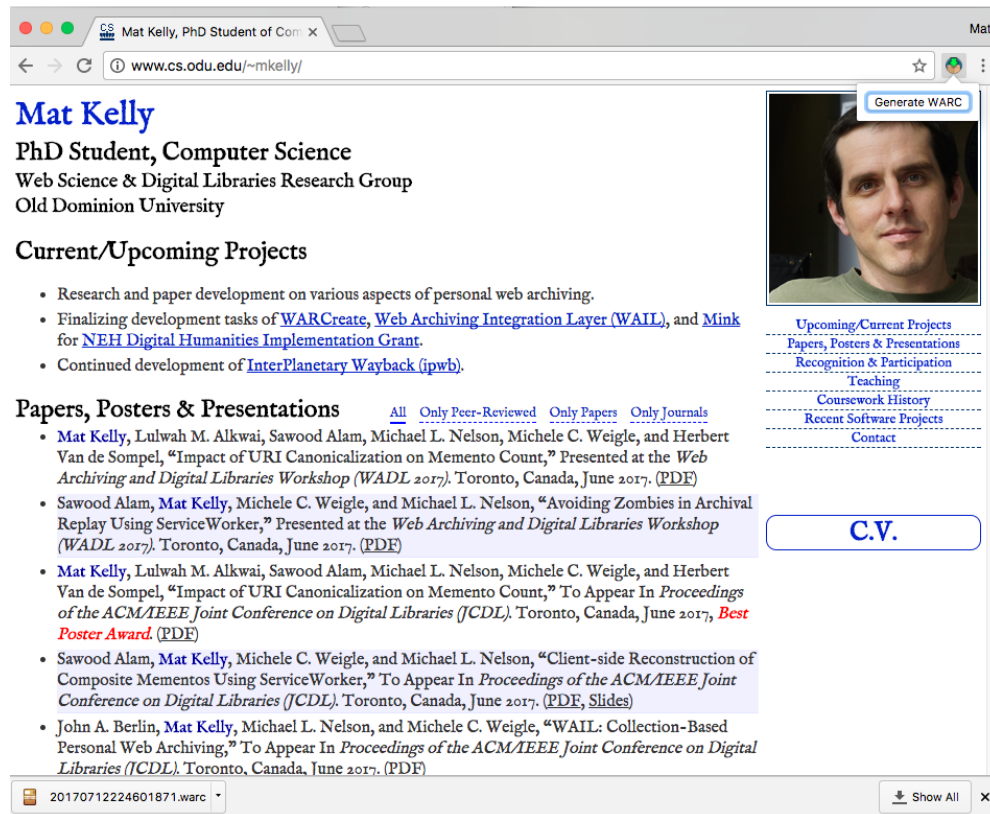 Mat Kelly, PhD Student of Com
Mat
www.cs.odu.edu/~mkelly/
Generate WARC
Mat Kelly
PhD Student, Computer Science
Web Science & Digital Libraries Research Group
Old Dominion University
Current/Upcoming Projects
• Research and paper development on various aspects of personal web archiving.
• Finalizing development tasks of WARCreate, Web Archiving Integration Layer (WAIL), and Mink
for NEH Digital Humanities Implementation Grant.
• Continued development of InterPlanetary Wayback (ipwb).
Papers, Posters & Presentations All Only Peer-Reviewed Only Papers Only Journals
• Mat Kelly, Lulwah M. Alkwai, Sawood Alam, Michael L. Nelson, Michele C. Weigle, and Herbert
Van de Sompel, “Impact of URI Canonicalization on Memento Count,” Presented at the Web
Archiving and Digital Libraries Workshop (WADL 2017). Toronto, Canada, June 2017. (PDF)
• Sawood Alam, Mat Kelly, Michele C. Weigle, and Michael L. Nelson, “Avoiding Zombies in Archival
Replay Using ServiceWorker,” Presented at the Web Archiving and Digital Libraries Workshop
(WADL 2017). Toronto, Canada, June 2017. (PDF)
• Mat Kelly, Lulwah M. Alkwai, Sawood Alam, Michael L. Nelson, Michele C. Weigle, and Herbert
Van de Sompel, “Impact of URI Canonicalization on Memento Count,” To Appear In Proceedings
of the ACM/IEEE Joint Conference on Digital Libraries (JCDL). Toronto, Canada, June 2017, Best
Poster Award. (PDF)
• Sawood Alam, Mat Kelly, Michele C. Weigle, and Michael L. Nelson, “Client-side Reconstruction of
Composite Mementos Using ServiceWorker,” To Appear In Proceedings of the ACM/IEEE Joint
Conference on Digital Libraries (JCDL). Toronto, Canada, June 2017. (PDF, Slides)
• John A. Berlin, Mat Kelly, Michael L. Nelson, and Michele C. Weigle, “WAIL: Collection-Based
Personal Web Archiving,” To Appear In Proceedings of the ACM/IEEE Joint Conference on Digital
Libraries (JCDL). Toronto, Canada, June 2017. (PDF)
Upcoming/Current Projects
Papers, Posters & Presentations
Recognition & Participation
Teaching
Coursework History
Recent Software Projects
Contact
C.V.
20170712224601871.warc
Show All